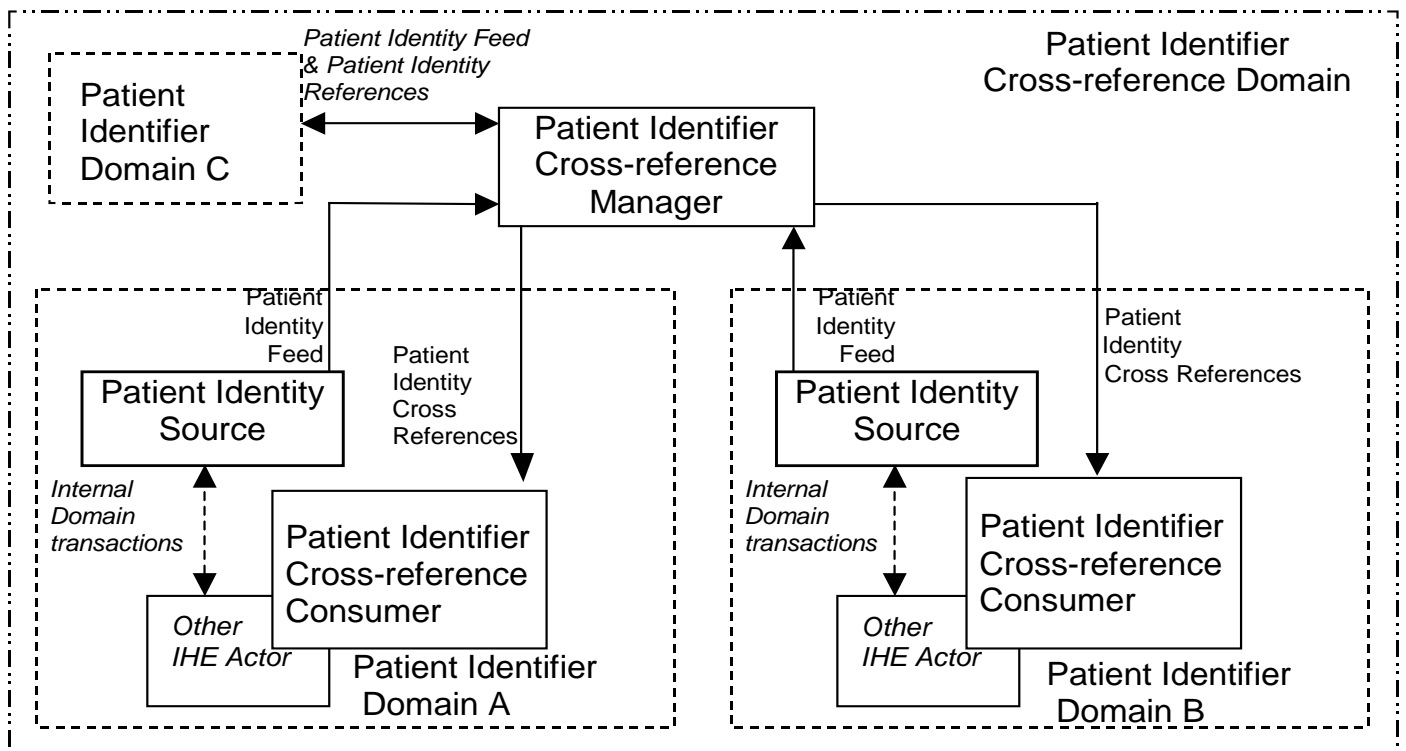 Patient Identity Feed
& Patient Identity
References
Patient Identifier
Cross-reference Domain
Patient
Identifier
Domain C
Patient Identifier
Cross-reference
Manager
Patient
Identity
Feed
Patient
Identity
Cross
References
Patient Identity
Source
Internal
Domain
transactions
Patient Identifier
Cross-reference
Consumer
Other
IHE Actor
Patient Identifier
Domain A
Patient
Identity
Feed
Patient
Identity
Cross References
Patient Identity
Source
Internal
Domain
transactions
Patient Identifier
Cross-reference
Consumer
Other
IHE Actor
Patient Identifier
Domain B